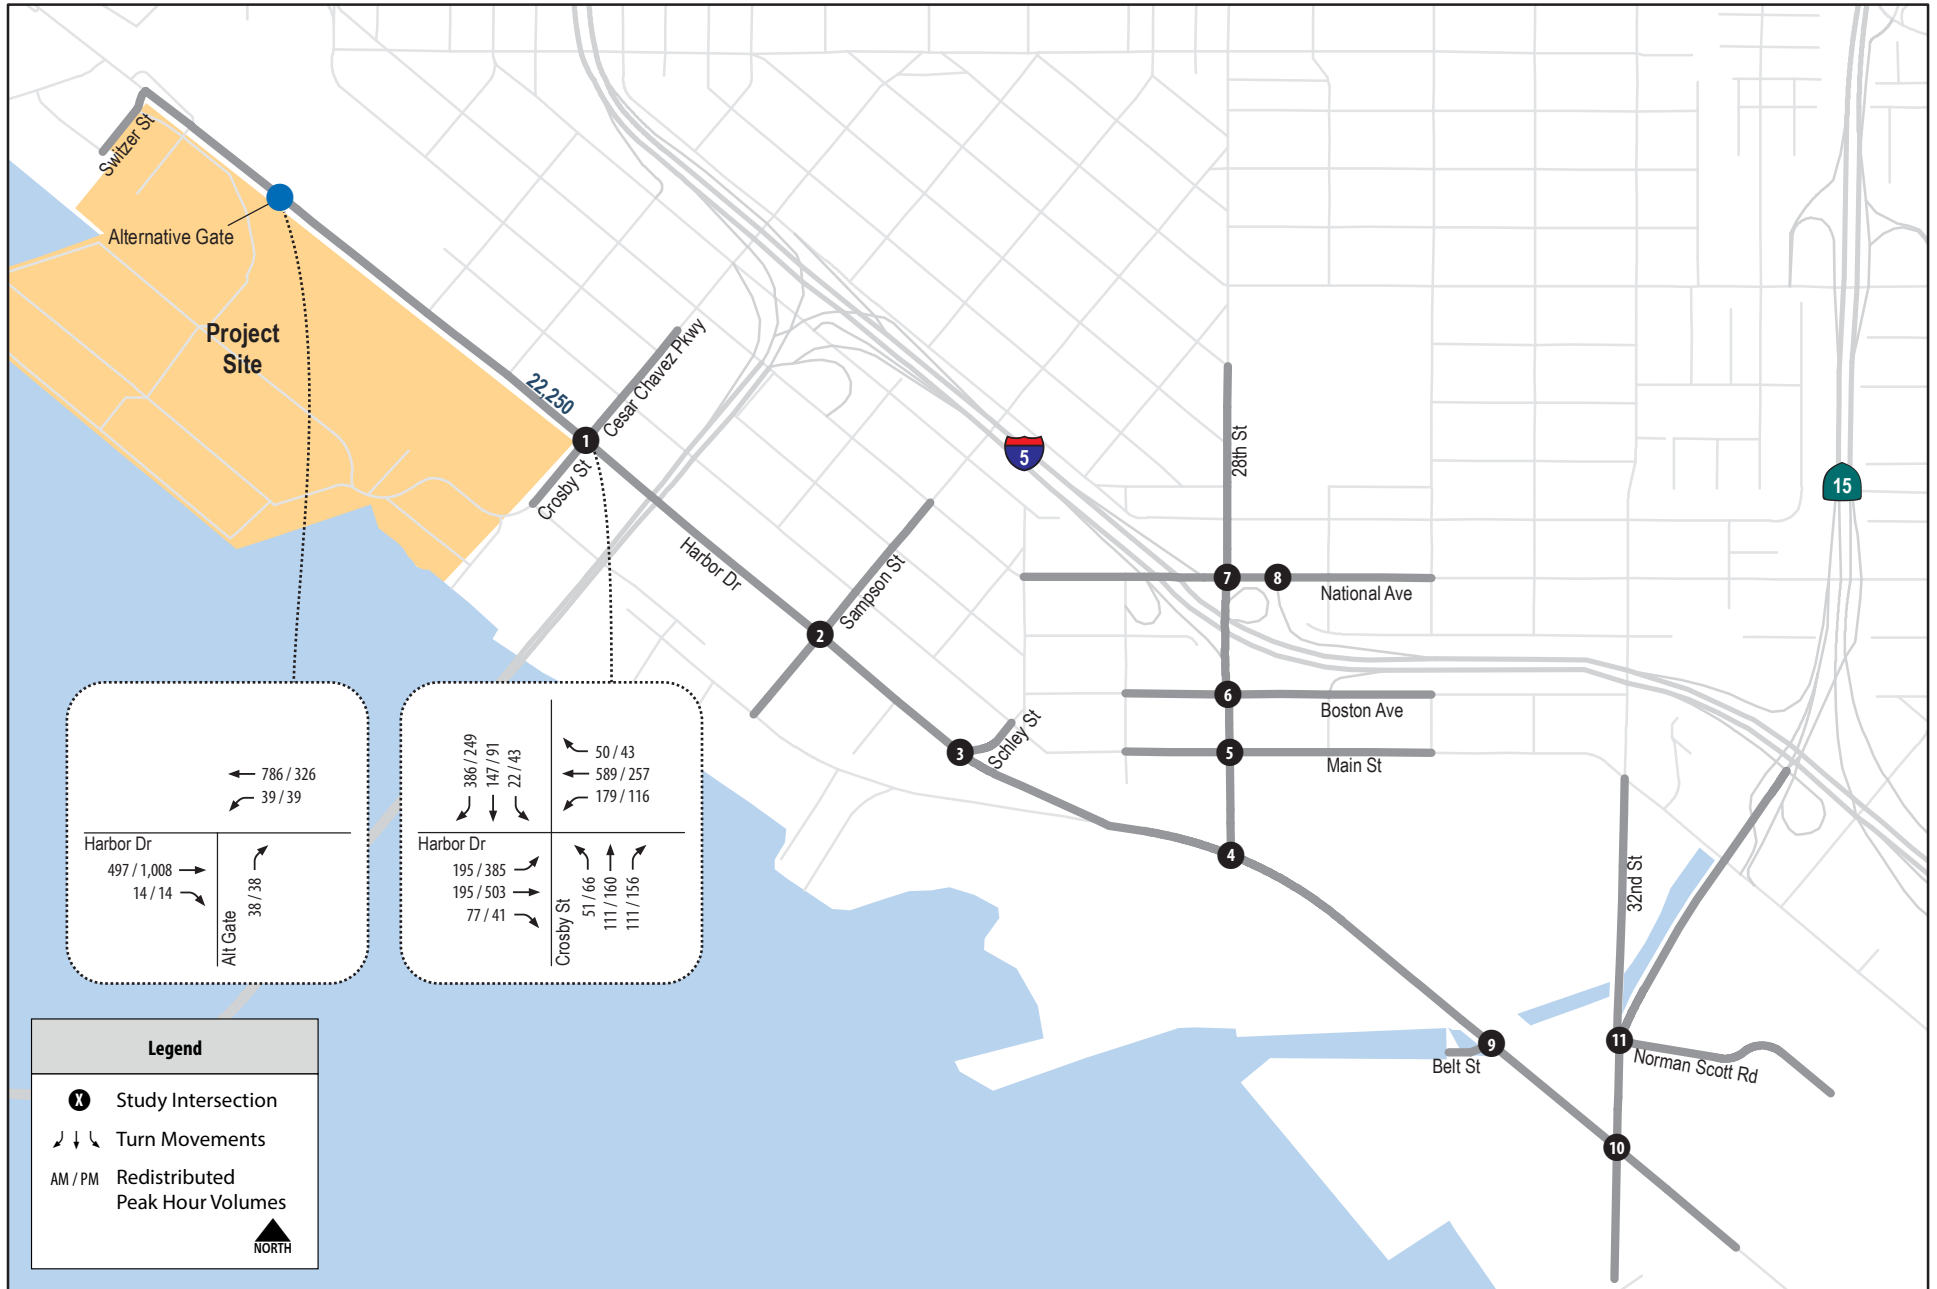 Switzer St
Alternative Gate
Project
Site
22,250
Cesar Chavez Pkwy
1
Crosby St
Harbor Dr
Sampson St
2
3
Schley St
5
15
28th St
7
8
National Ave
6
Boston Ave
5
Main St
4
32nd St
9
Belt St
11
Norman Scott Rd
10
786 / 326
39 / 39
Harbor Dr
497 / 1,008
14 / 14
Alt Gate
38 / 38
386 / 249
147 / 91
22 / 43
50 / 43
589 / 257
179 / 116
Harbor Dr
195 / 385
195 / 503
77 / 41
Crosby St
51 / 66
111 / 160
111 / 156
Legend
X Study Intersection
Turn Movements
AM / PM Redistributed
Peak Hour Volumes
NORTH